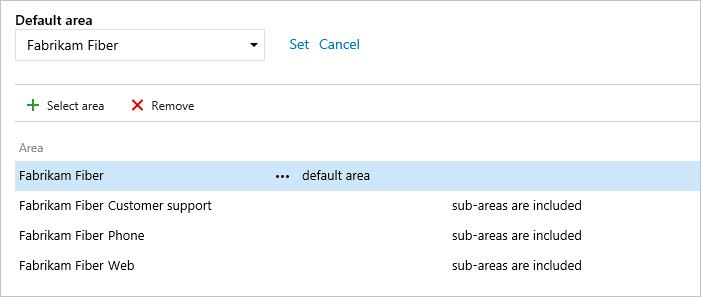 Default area
Fabrikam Fiber Set Cancel
Select area Remove
Area
Fabrikam Fiber ••• default area
Fabrikam Fiber Customer support sub-areas are included
Fabrikam Fiber Phone sub-areas are included
Fabrikam Fiber Web sub-areas are included